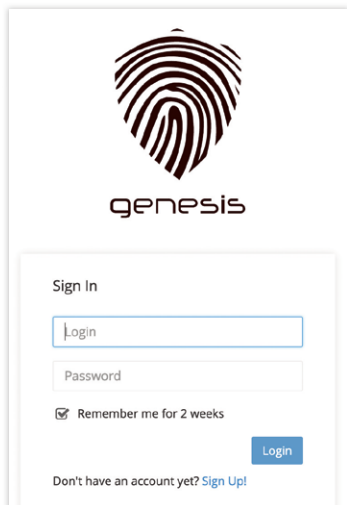 genesis
Sign In
Login
Password
Remember me for 2 weeks
Login
Don't have an account yet? Sign Up!